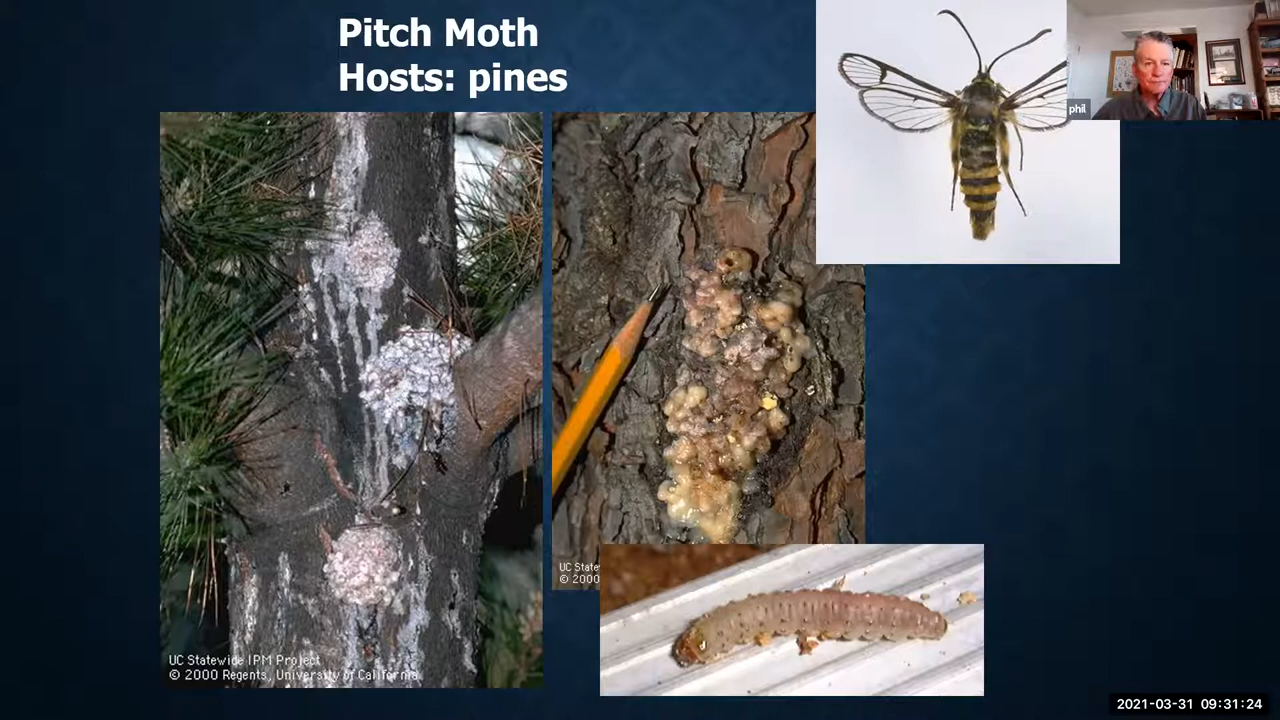 Pitch Moth
Hosts: pines
phil
UC Statewide IPM Project
© 2000 Regents, University of California
UC State
© 2000
2021-03-31 09:31:24